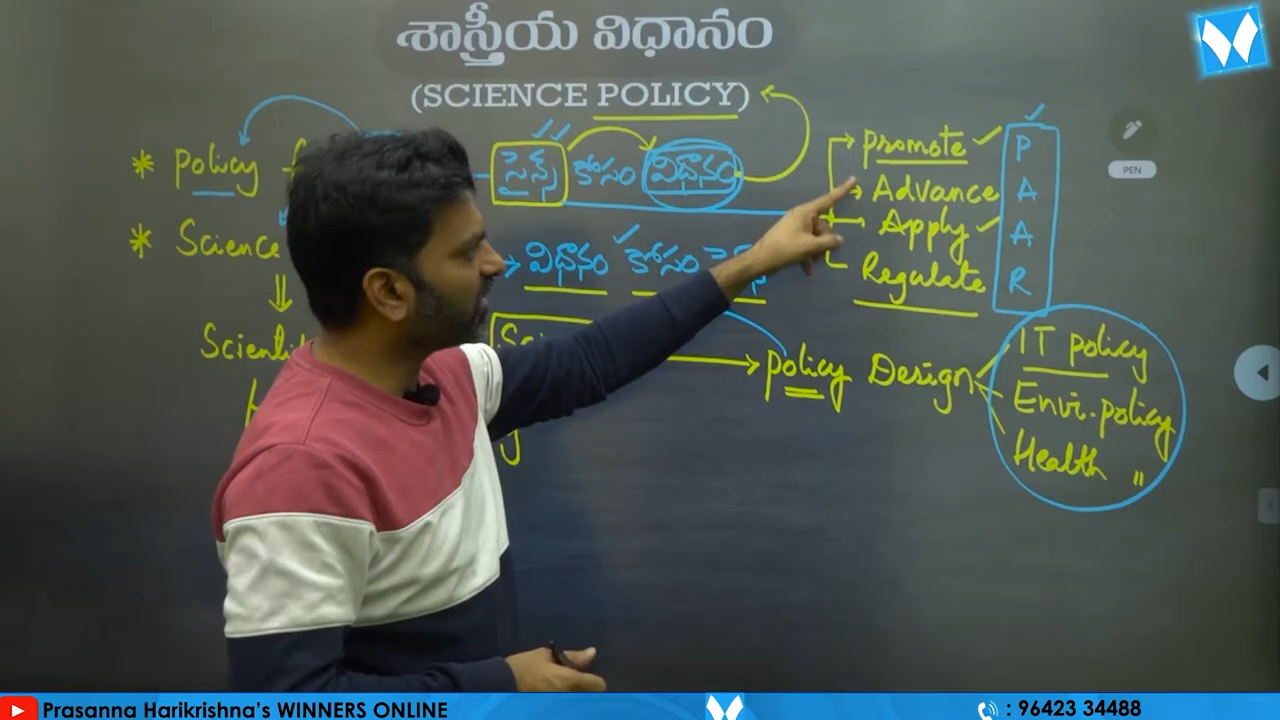 శాస్త్రీయ విధానం
(SCIENCE POLICY)
* policy సైన్స్ కోసం విధానం
promote P
Advance A
Apply A
Regulate R
* Science విధానం కోసం
policy Design
IT policy
Envi. policy
Health "
PEN
Prasanna Harikrishna's WINNERS ONLINE
: 96423 34488